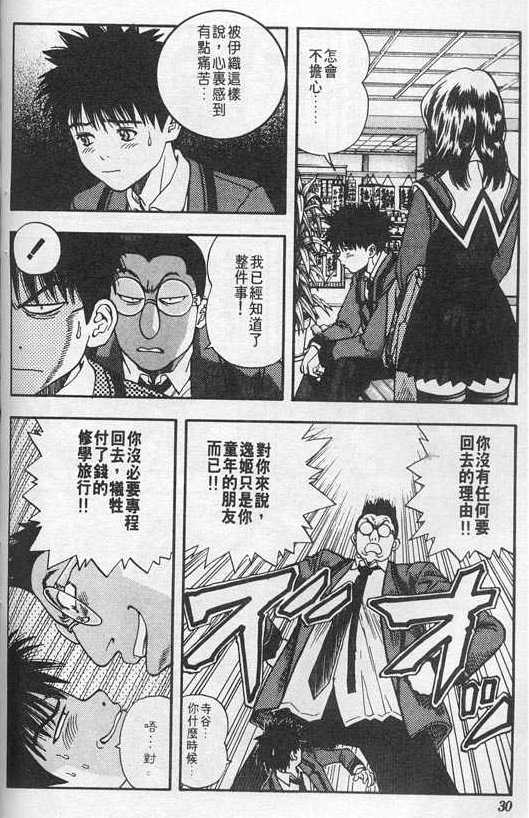 怎會
不擔心……
被伊織這樣
說，心裏感到
有點痛苦…
我已經知道了
整件事！
！
你沒有任何要
回去的理由!!
對你來說，
逸姬只是你
童年的朋友
而已!!
ズオオオ
寺谷…
你什麼時候…
你沒必要專程
回去，犧牲
付了錢的
修學旅行!!
唔…對。
30